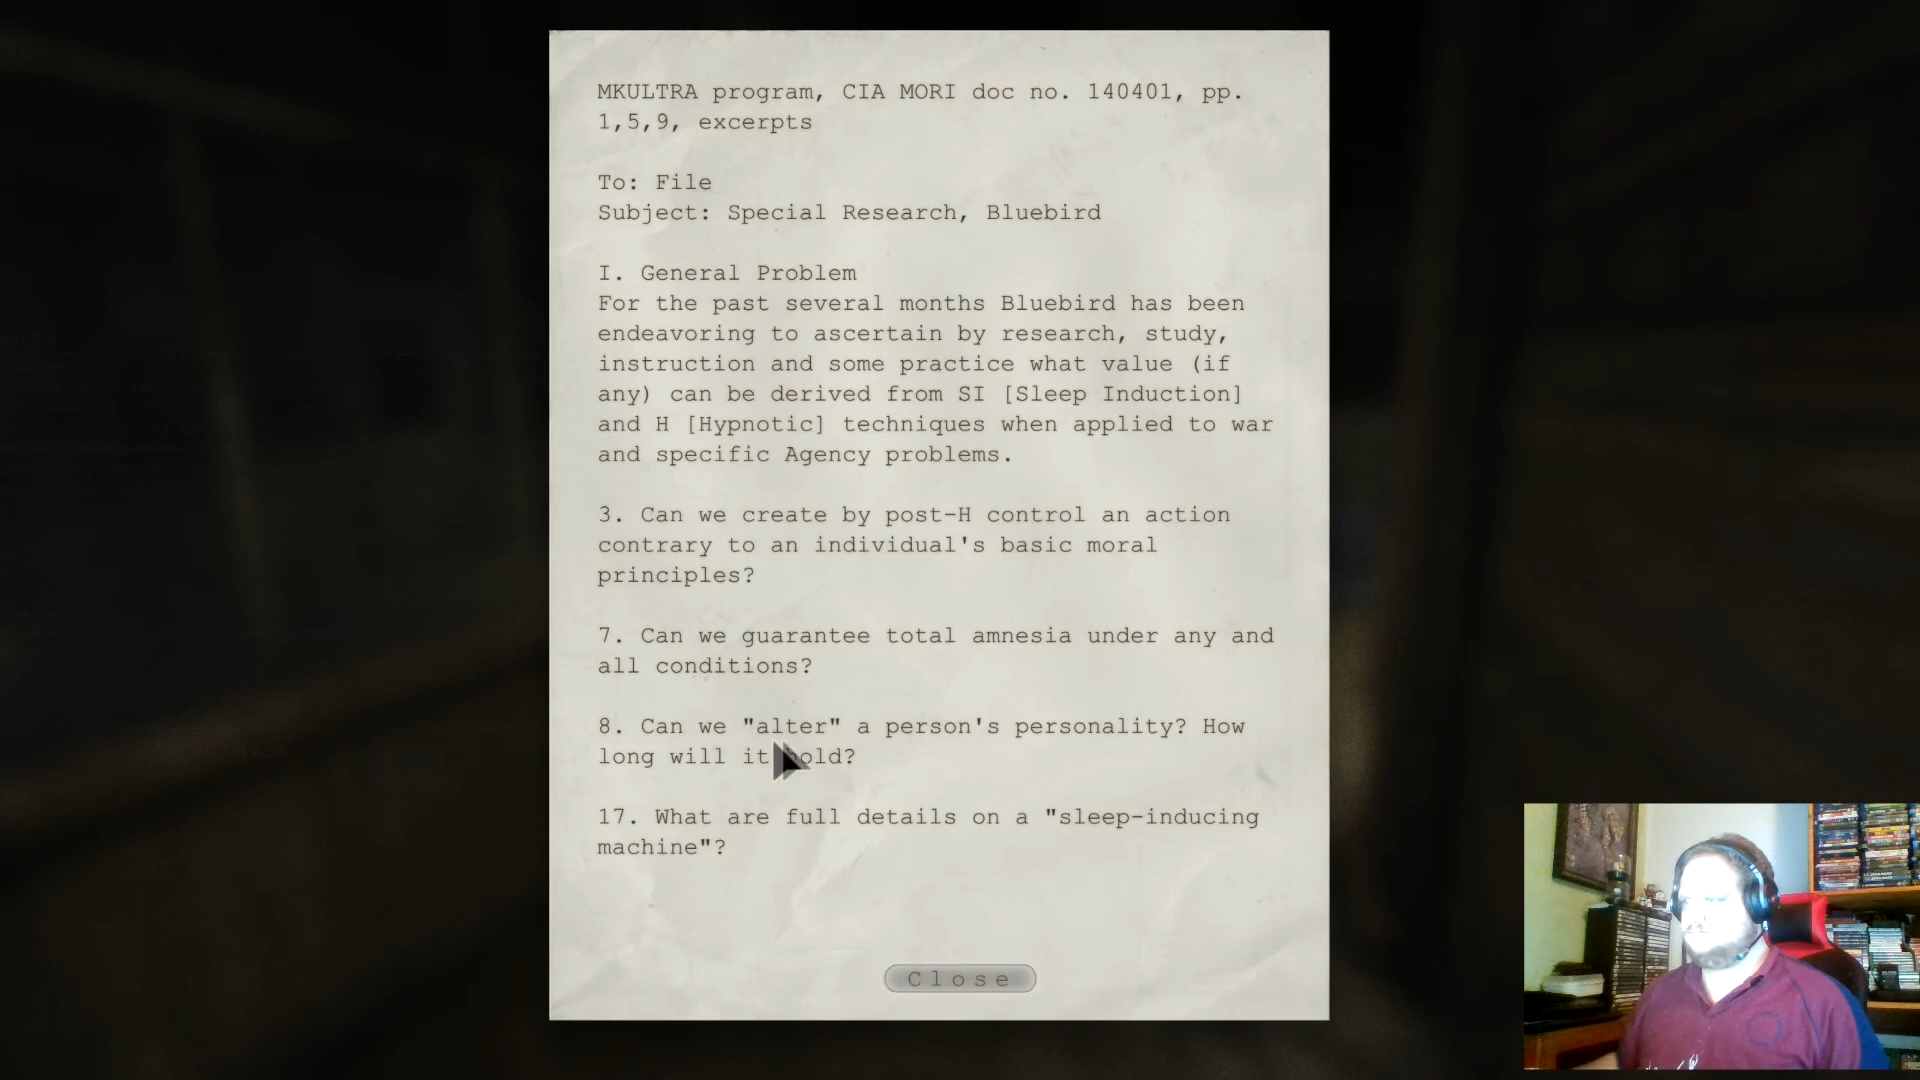 MKULTRA program, CIA MORI doc no. 140401, pp.
1,5,9, excerpts
To: File
Subject: Special Research, Bluebird
I. General Problem
For the past several months Bluebird has been
endeavoring to ascertain by research, study,
instruction and some practice what value (if
any) can be derived from SI [Sleep Induction]
and H [Hypnotic] techniques when applied to war
and specific Agency problems.
3. Can we create by post-H control an action
contrary to an individual's basic moral
principles?
7. Can we guarantee total amnesia under any and
all conditions?
8. Can we "alter" a person's personality? How
long will it hold?
17. What are full details on a "sleep-inducing
machine"?
Close